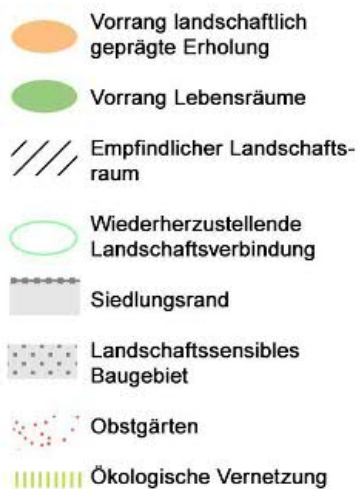 Vorrang landschaftlich
geprägte Erholung
Vorrang Lebensräume
Empfindlicher Landschafts-
raum
Wiederherzustellende
Landschaftsverbindung
Siedlungsrand
Landschaftssensibles
Baugebiet
Obstgärten
Ökologische Vernetzung